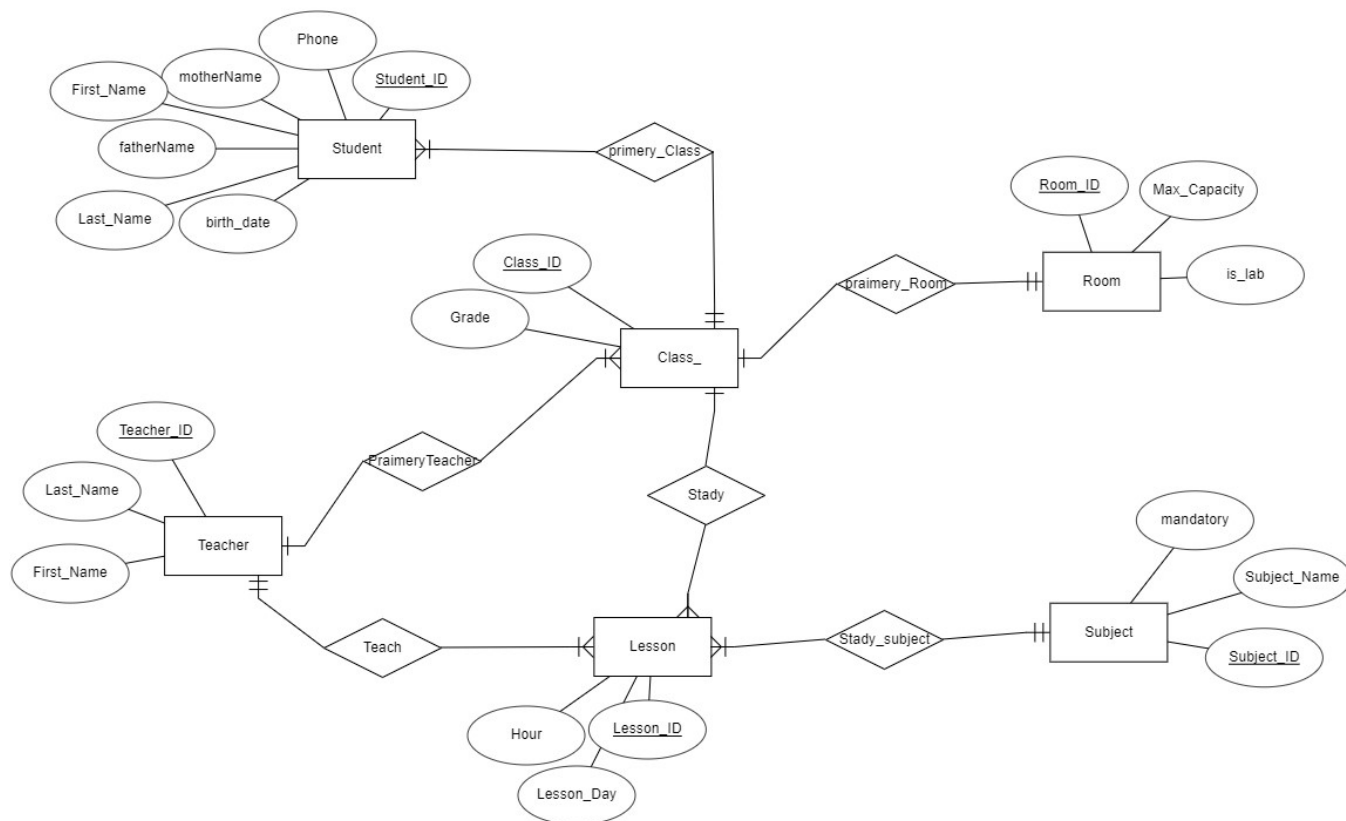 Phone
motherName
Student_ID
First_Name
Student
fatherName
primery_Class
Last_Name
birth_date
Room_ID
Max_Capacity
Class_ID
praimery_Room
Room
is_lab
Grade
Class_
Teacher_ID
PraimeryTeacher
Last_Name
Stady
Teacher
First_Name
mandatory
Subject_Name
Teach
Lesson
Stady_subject
Subject
Subject_ID
Hour
Lesson_ID
Lesson_Day